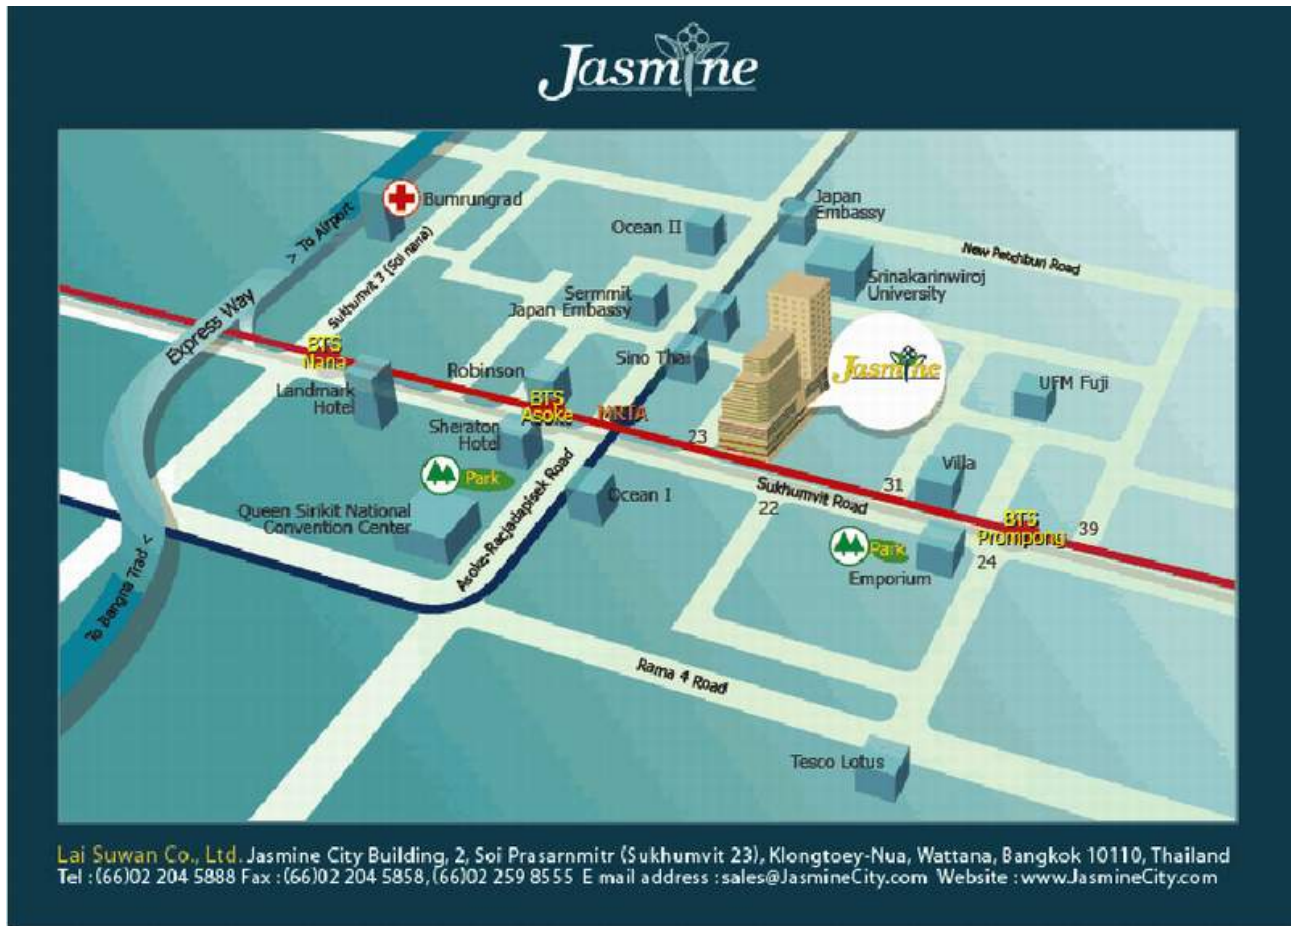 Jasmine
Bumrungrad
> To Airport
Sukhumvit 3 (Soi nana)
Express Way
Ocean II
Japan
Embassy
New Petchburi Road
Srinakarinwiroj
University
Sermmit
Japan Embassy
Sino Thai
Jasmine
UFM Fuji
BTS
Nana
Landmark
Hotel
Robinson
BTS
Asoke
MRTA
Sheraton
Hotel
23
Park
Queen Sirikit National
Convention Center
Asoke-Racjadapisek Road
Ocean I
Sukhumvit Road
22
31
Villa
BTS
Prompong
39
24
Park
Emporium
To Bangna Trad <
Rama 4 Road
Tesco Lotus
Lai Suwan Co., Ltd. Jasmine City Building, 2, Soi Prasarnmitr (Sukhumvit 23), Klongtoey-Nua, Wattana, Bangkok 10110, Thailand
Tel : (66)02 204 5888 Fax : (66)02 204 5858, (66)02 259 8555 E mail address : sales@JasmineCity.com Website : www.JasmineCity.com